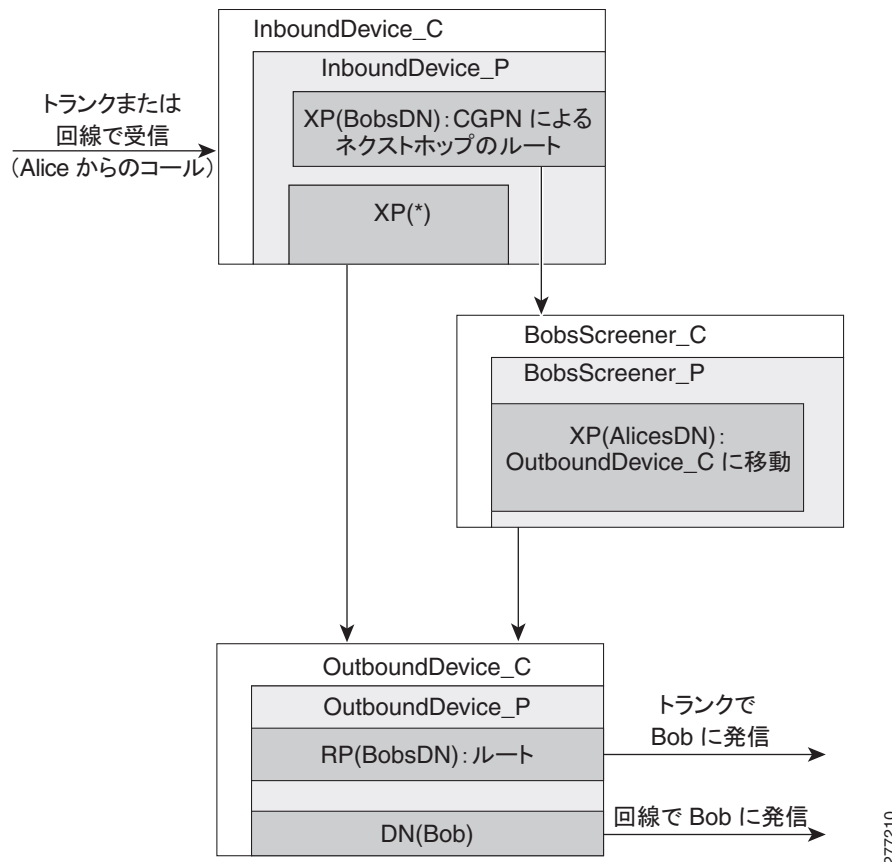 InboundDevice_C
InboundDevice_P
トランクまたは
回線で受信
（Alice からのコール）
XP(BobsDN)：CGPN による
ネクストホップのルート
XP(*)
BobsScreener_C
BobsScreener_P
XP(AlicesDN)：
OutboundDevice_C に移動
OutboundDevice_C
OutboundDevice_P
RP(BobsDN)：ルート
トランクで
Bob に発信
DN(Bob)
回線で Bob に発信
277210